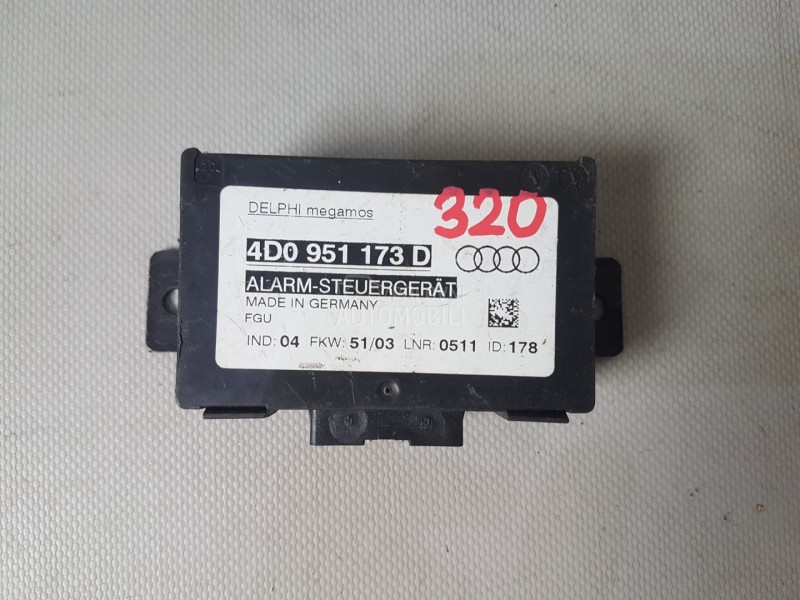 DELPHI megamos
320
4D0 951 173 D
ALARM-STEUERGERÄT
MADE IN GERMANY
FGU
AUTOMOBILI
IND: 04 FKW: 51/03 LNR: 0511 ID: 178